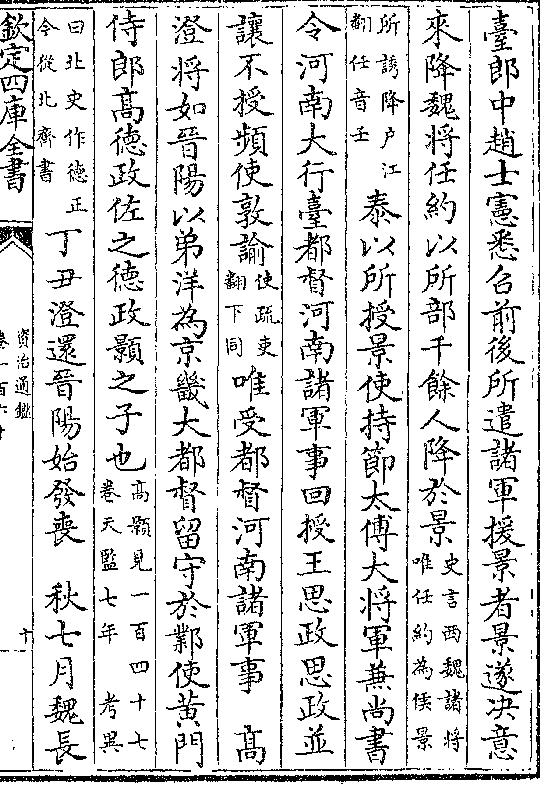 臺郎中趙士憲悉召前後所遣諸軍援景者景遂决意
來降魏將任約以所部千餘人降於景
史言西魏諸將
唯任約為侯景
所誘降户江
翻任音壬
泰以所授景使持節太傅大將軍兼尚書
令河南大行臺都督河南諸軍事回授王思政思政並
讓不授頻使敦諭
使疏吏
翻下同
唯受都督河南諸軍事　髙
澄將如晉陽以弟洋為京畿大都督留守於鄴使黄門
侍郎髙德政佐之德政顥之子也
髙顥見一百四十七
卷天監七年　考異
曰北史作德正
今從北齊書
丁丑澄還晉陽始發喪　秋七月魏長
欽定四庫全書
資治通鑑
卷一百六十
十